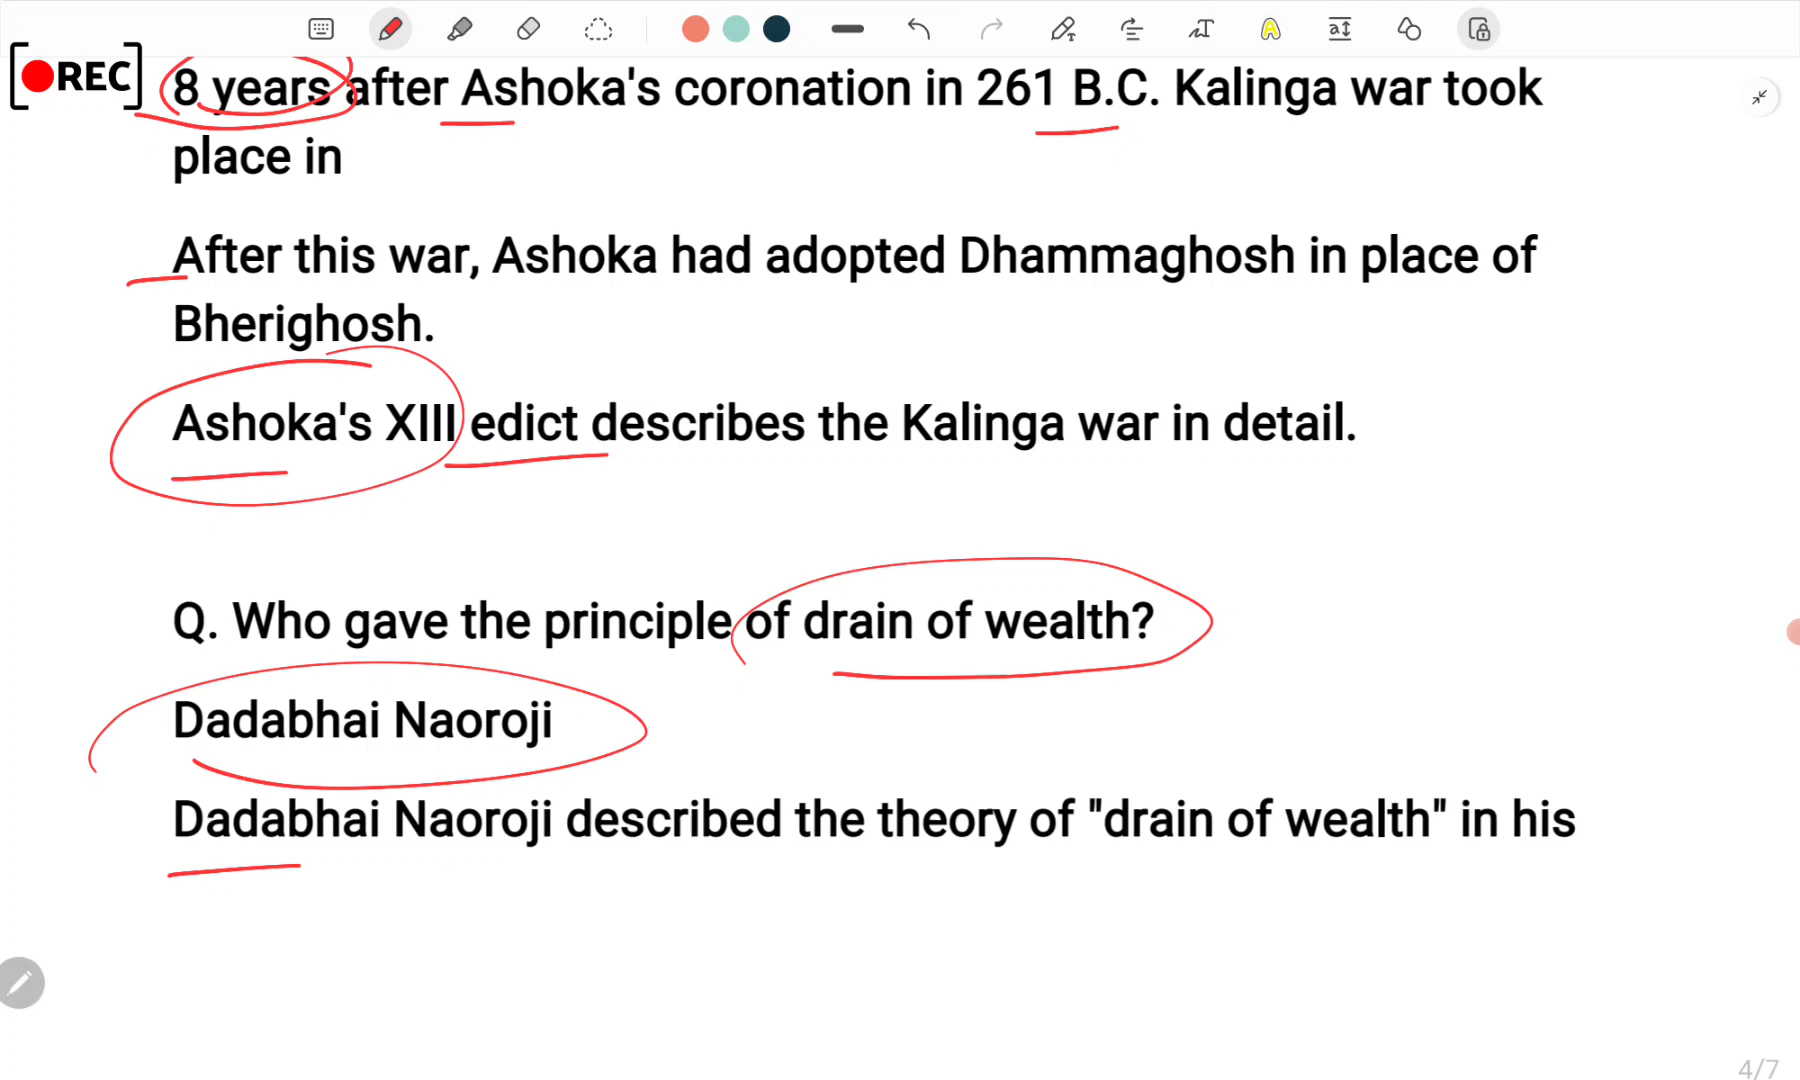 REC
8 years after Ashoka's coronation in 261 B.C. Kalinga war took
place in
After this war, Ashoka had adopted Dhammaghosh in place of
Bherighosh.
Ashoka's XIII edict describes the Kalinga war in detail.
Q. Who gave the principle of drain of wealth?
Dadabhai Naoroji
Dadabhai Naoroji described the theory of "drain of wealth" in his
4/7